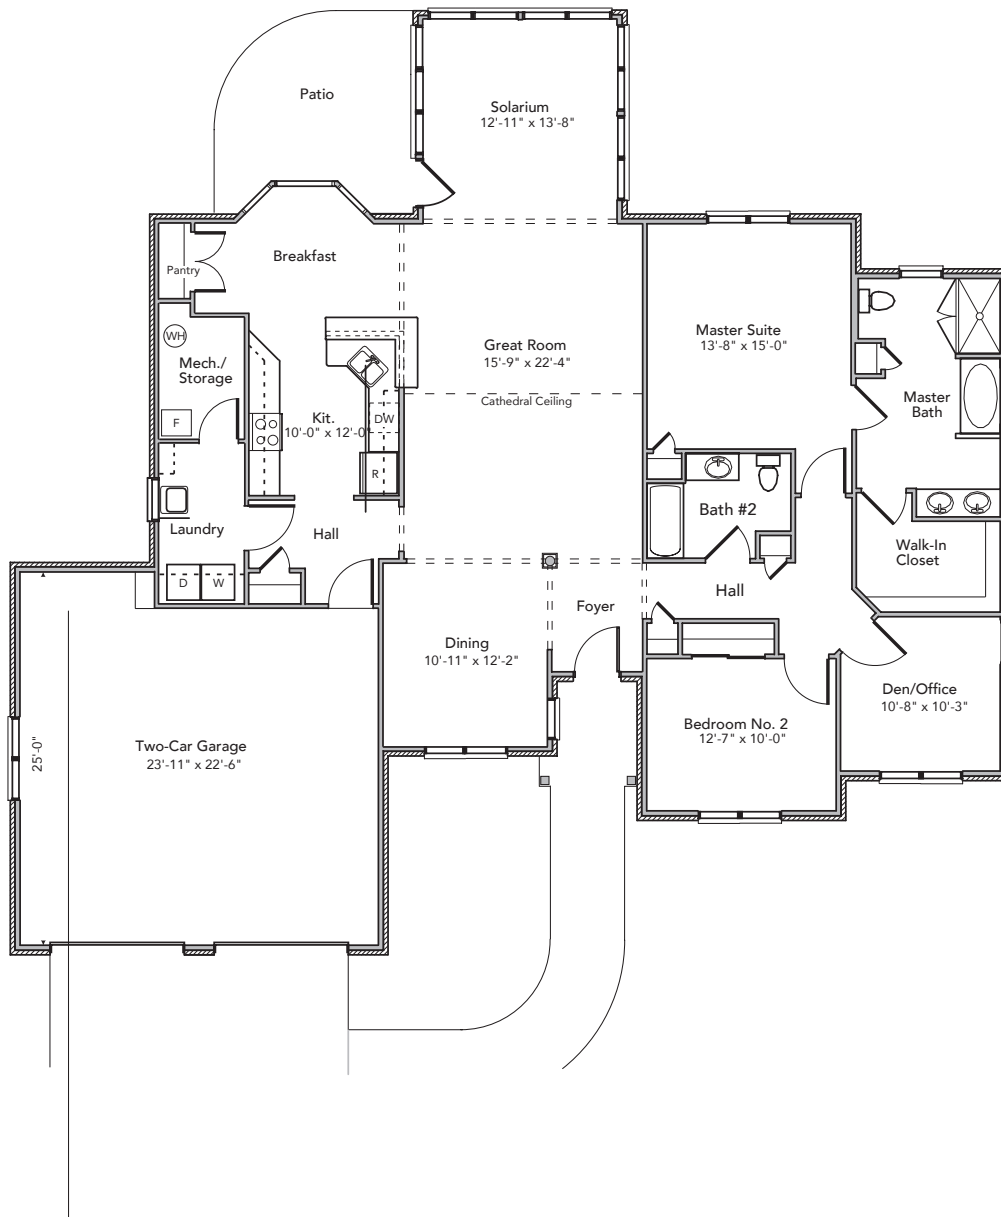 Patio
Solarium
12'-11" x 13'-8"
Breakfast
Pantry
WH
Mech./
Storage
F
Great Room
15'-9" x 22'-4"
Cathedral Ceiling
Master Suite
13'-8" x 15'-0"
Master
Bath
Kit.
10'-0" x 12'-0"
DW
R
Laundry
Hall
D
W
Bath #2
Walk-In
Closet
Hall
Foyer
Dining
10'-11" x 12'-2"
Den/Office
10'-8" x 10'-3"
Bedroom No. 2
12'-7" x 10'-0"
Two-Car Garage
23'-11" x 22'-6"
25'-0"